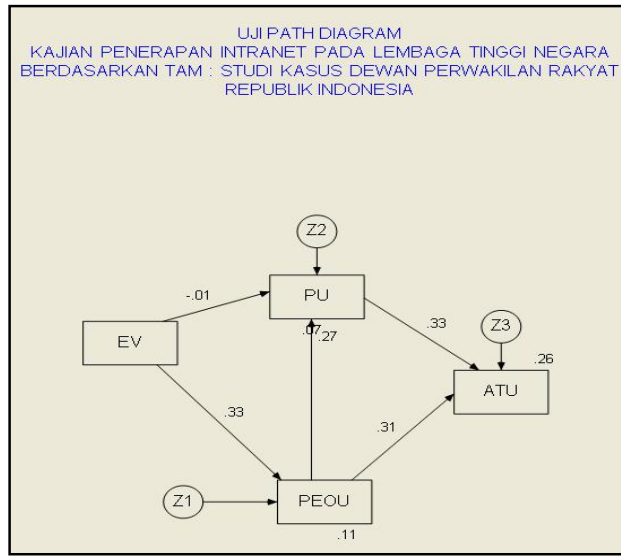 UJI PATH DIAGRAM
KAJIAN PENERAPAN INTRANET PADA LEMBAGA TINGGI NEGARA
BERDASARKAN TAM : STUDI KASUS DEWAN PERWAKILAN RAKYAT
REPUBLIK INDONESIA
Z2
-.01
PU
.07
.27
.33
Z3
.26
EV
ATU
.33
.31
Z1
PEOU
.11